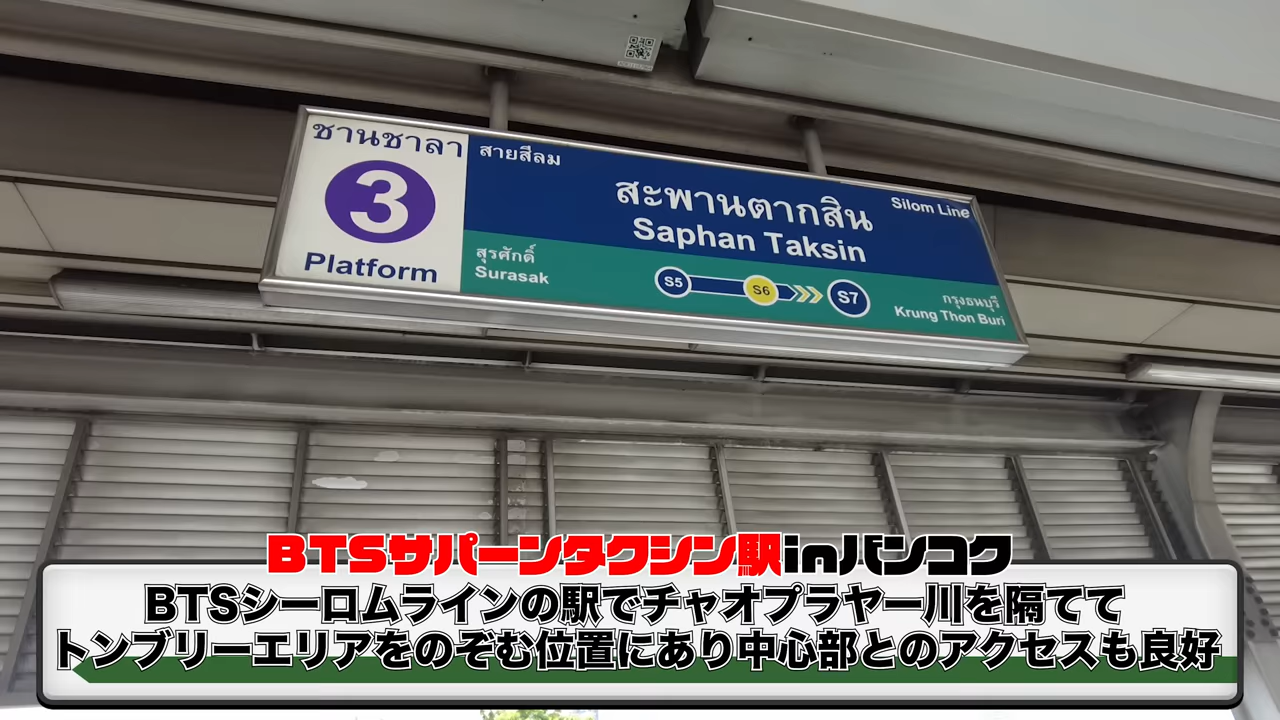 ชานชาลา
3
Platform
สายสีลม
สะพานตากสิน
Silom Line
Saphan Taksin
สุรศักดิ์
Surasak
S5
S6
S7
กรุงธนบุรี
Krung Thon Buri
BTSサパーンタクシン駅inバンコク
BTSシーロムラインの駅でチャオプラヤー川を隔てて
トンブリーエリアをのぞむ位置にあり中心部とのアクセスも良好